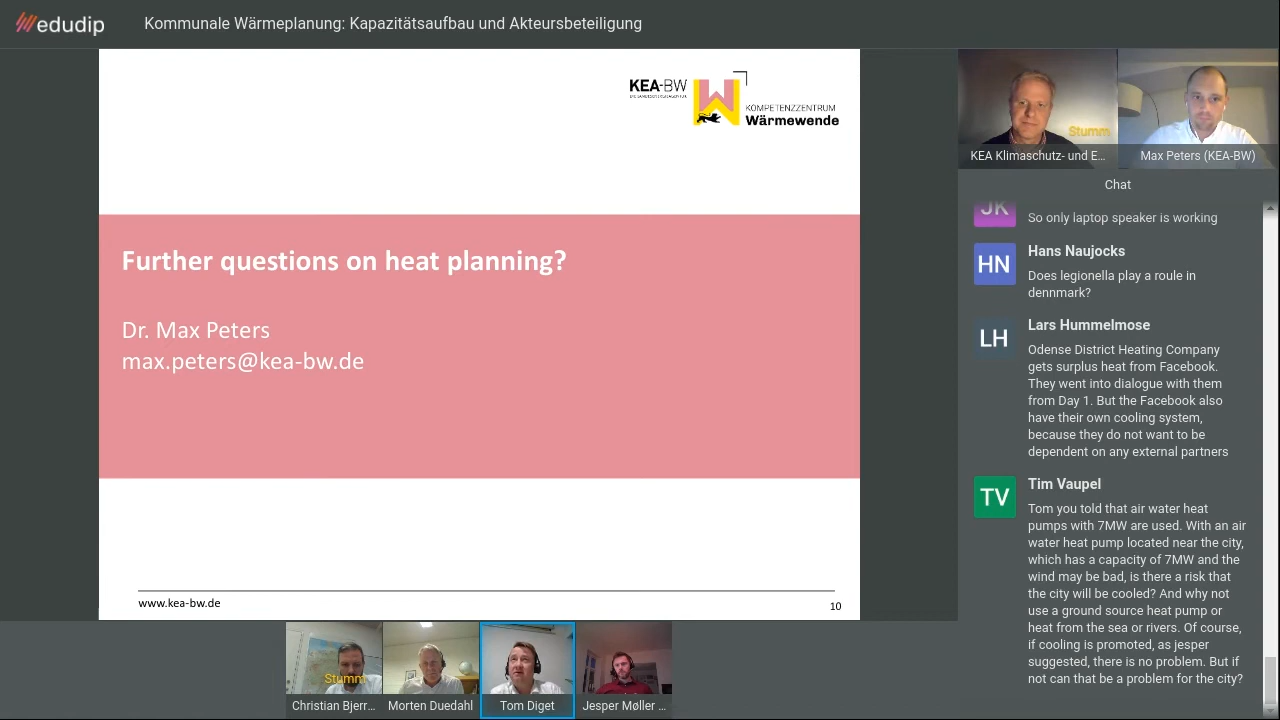 edudip
Kommunale Wärmeplanung: Kapazitätsaufbau und Akteursbeteiligung
KEA-BW
KOMPETENZZENTRUM
Wärmewende
Further questions on heat planning?
Dr. Max Peters
max.peters@kea-bw.de
www.kea-bw.de
10
Stumm
KEA Klimaschutz- und E...
Max Peters (KEA-BW)
Chat
JK
So only laptop speaker is working
HN
Hans Naujocks
Does legionella play a roule in
dennmark?
LH
Lars Hummelmose
Odense District Heating Company
gets surplus heat from Facebook.
They went into dialogue with them
from Day 1. But the Facebook also
have their own cooling system,
because they do not want to be
dependent on any external partners
TV
Tim Vaupel
Tom you told that air water heat
pumps with 7MW are used. With an air
water heat pump located near the city,
which has a capacity of 7MW and the
wind may be bad, is there a risk that
the city will be cooled? And why not
use a ground source heat pump or
heat from the sea or rivers. Of course,
if cooling is promoted, as jesper
suggested, there is no problem. But if
not can that be a problem for the city?
Stumm
Christian Bjerr...
Morten Duedahl
Tom Diget
Jesper Møller ...